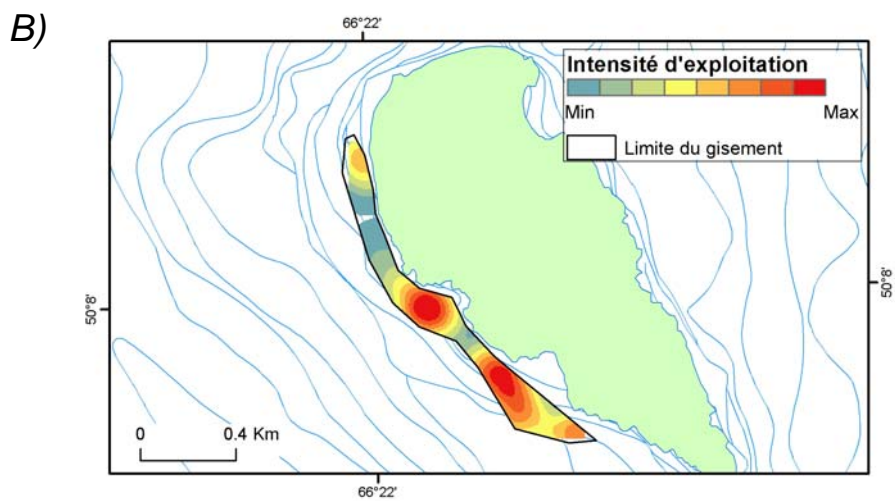 B)
66°22'
Intensité d'exploitation
Min Max
Limite du gisement
50°8'
50°8'
0 0.4 Km
66°22'